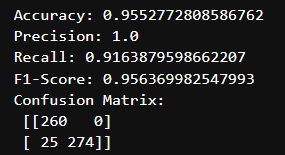 Accuracy: 0.9552772808586762
Precision: 1.0
Recall: 0.9163879598662207
F1-Score: 0.956369982547993
Confusion Matrix:
[[260   0]
[ 25 274]]